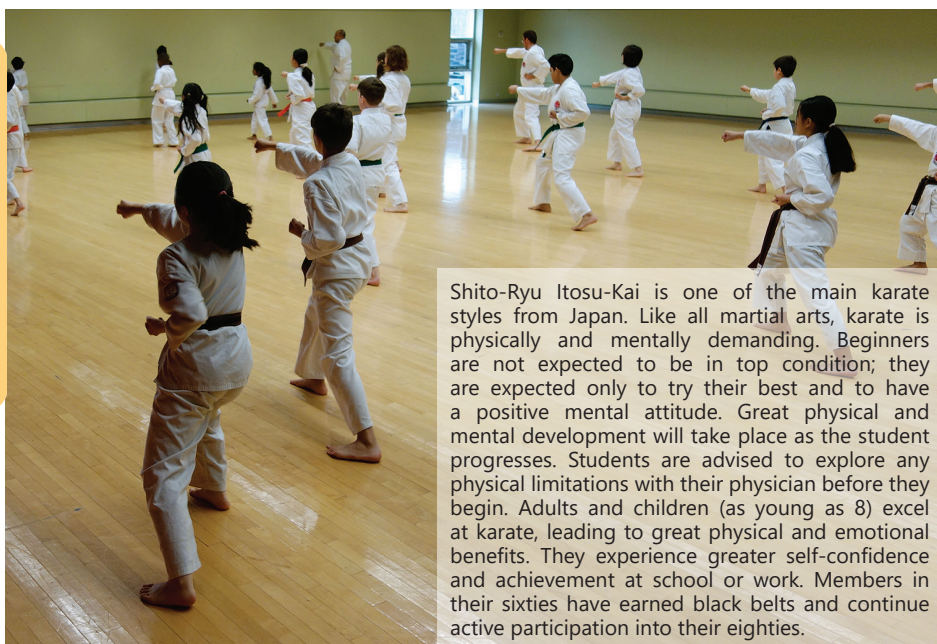 Shito-Ryu Itosu-Kai is one of the main karate
styles from Japan. Like all martial arts, karate is
physically and mentally demanding. Beginners
are not expected to be in top condition; they
are expected only to try their best and to have
a positive mental attitude. Great physical and
mental development will take place as the student
progresses. Students are advised to explore any
physical limitations with their physician before they
begin. Adults and children (as young as 8) excel
at karate, leading to great physical and emotional
benefits. They experience greater self-confidence
and achievement at school or work. Members in
their sixties have earned black belts and continue
active participation into their eighties.